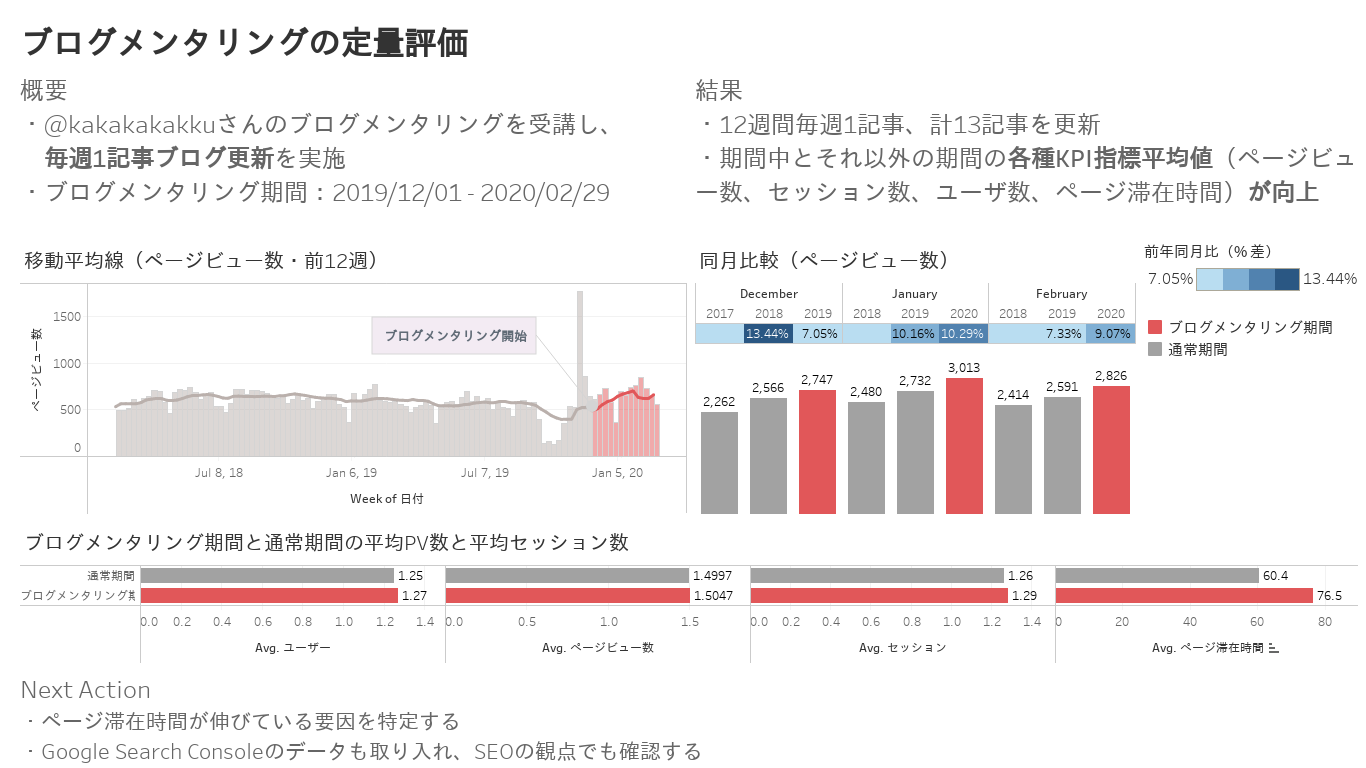 ブログメンタリングの定量評価
概要
・@kakakakakkuさんのブログメンタリングを受講し、
毎週1記事ブログ更新を実施
・ブログメンタリング期間：2019/12/01 - 2020/02/29
結果
・12週間毎週1記事、計13記事を更新
・期間中とそれ以外の期間の各種KPI指標平均値（ページビュ
ー数、セッション数、ユーザ数、ページ滞在時間）が向上
移動平均線（ページビュー数・前12週）
ページビュー数
1500
1000
500
0
ブログメンタリング開始
Jul 8, 18
Jan 6, 19
Jul 7, 19
Jan 5, 20
Week of 日付
同月比較（ページビュー数）
December
January
February
2017
2018
2019
2018
2019
2020
2018
2019
2020
13.44%
7.05%
10.16%
10.29%
7.33%
9.07%
2,262
2,566
2,747
2,480
2,732
3,013
2,414
2,591
2,826
前年同月比（% 差）
7.05%
13.44%
ブログメンタリング期間
通常期間
ブログメンタリング期間と通常期間の平均PV数と平均セッション数
通常期間
1.25
1.4997
1.26
60.4
ブログメンタリング期
1.27
1.5047
1.29
76.5
0.0 0.2 0.4 0.6 0.8 1.0 1.2 1.4
0.0 0.5 1.0 1.5
0.0 0.2 0.4 0.6 0.8 1.0 1.2 1.4
0 20 40 60 80
Avg. ユーザー
Avg. ページビュー数
Avg. セッション
Avg. ページ滞在時間
Next Action
・ページ滞在時間が伸びている要因を特定する
・Google Search Consoleのデータも取り入れ、SEOの観点でも確認する